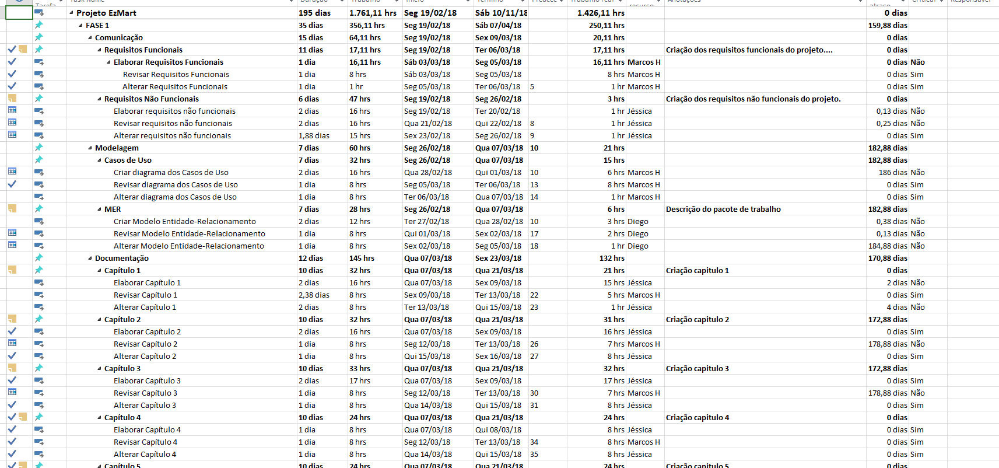 Projeto EzMart 195 dias 1.761,11 hrs Seg 19/02/18 Sáb 10/11/18 1.426,11 hrs 0 dias
FASE 1 35 dias 356,11 hrs Seg 19/02/18 Sáb 07/04/18 250,11 hrs 159,88 dias
Comunicação 15 dias 64,11 hrs Seg 19/02/18 Sex 09/03/18 20,11 hrs 0 dias
Requisitos Funcionais 11 dias 17,11 hrs Seg 19/02/18 Ter 06/03/18 17,11 hrs Criação dos requisitos funcionais do projeto.... 0 dias
Elaborar Requisitos Funcionais 1 dia 16,11 hrs Sáb 03/03/18 Seg 05/03/18 16,11 hrs Marcos H 0 dias Não
Revisar Requisitos Funcionais 1 dia 8 hrs Sáb 03/03/18 Seg 05/03/18 8 hrs Marcos H 0 dias Sim
Alterar Requisitos Funcionais 1 dia 1 hr Seg 05/03/18 Ter 06/03/18 5 1 hr Marcos H 0 dias Sim
Requisitos Não Funcionais 6 dias 47 hrs Seg 19/02/18 Seg 26/02/18 3 hrs Criação dos requisitos não funcionais do projeto. 0 dias
Elaborar requisitos não funcionais 2 dias 16 hrs Seg 19/02/18 Ter 20/02/18 1 hr Jéssica 0,13 dias Não
Revisar requisitos não funcionais 2 dias 16 hrs Qua 21/02/18 Qui 22/02/18 8 1 hr Jéssica 0,25 dias Não
Alterar requisitos não funcionais 1,88 dias 15 hrs Sex 23/02/18 Seg 26/02/18 9 1 hr Jéssica 0 dias Sim
Modelagem 7 dias 60 hrs Seg 26/02/18 Qua 07/03/18 10 21 hrs 182,88 dias
Casos de Uso 7 dias 32 hrs Seg 26/02/18 Qua 07/03/18 15 hrs 182,88 dias
Criar diagrama dos Casos de Uso 2 dias 16 hrs Qua 28/02/18 Qui 01/03/18 10 6 hrs Marcos H 186 dias Não
Revisar diagrama dos Casos de Uso 1 dia 8 hrs Seg 05/03/18 Ter 06/03/18 13 8 hrs Marcos H 0 dias Sim
Alterar diagrama dos Casos de Uso 1 dia 8 hrs Ter 06/03/18 Qua 07/03/18 14 1 hr Marcos H 0 dias Sim
MER 7 dias 28 hrs Seg 26/02/18 Qua 07/03/18 6 hrs Descrição do pacote de trabalho 182,88 dias
Criar Modelo Entidade-Relacionamento 2 dias 12 hrs Ter 27/02/18 Qua 28/02/18 10 3 hrs Diego 0,38 dias Não
Revisar Modelo Entidade-Relacionamento 1 dia 8 hrs Qui 01/03/18 Sex 02/03/18 17 2 hrs Diego 0,13 dias Não
Alterar Modelo Entidade-Relacionamento 1 dia 8 hrs Sex 02/03/18 Seg 05/03/18 18 1 hr Diego 184,88 dias Não
Documentação 12 dias 145 hrs Qua 07/03/18 Sex 23/03/18 132 hrs 170,88 dias
Capítulo 1 10 dias 32 hrs Qua 07/03/18 Qua 21/03/18 21 hrs Criação capitulo 1 0 dias
Elaborar Capítulo 1 2 dias 16 hrs Qua 07/03/18 Sex 09/03/18 15 hrs Jéssica 2 dias Não
Revisar Capítulo 1 2,38 dias 8 hrs Sex 09/03/18 Ter 13/03/18 22 5 hrs Marcos H 0 dias Sim
Alterar Capítulo 1 2 dias 8 hrs Ter 13/03/18 Qui 15/03/18 23 1 hr Jéssica 4 dias Não
Capítulo 2 10 dias 32 hrs Qua 07/03/18 Qua 21/03/18 31 hrs Criação capitulo 2 172,88 dias
Elaborar Capítulo 2 2 dias 16 hrs Qua 07/03/18 Sex 09/03/18 16 hrs Jéssica 0 dias Sim
Revisar Capítulo 2 1 dia 8 hrs Seg 12/03/18 Ter 13/03/18 26 7 hrs Marcos H 178,88 dias Não
Alterar Capítulo 2 1 dia 8 hrs Qui 15/03/18 Sex 16/03/18 27 8 hrs Jéssica 0 dias Sim
Capítulo 3 10 dias 33 hrs Qua 07/03/18 Qua 21/03/18 32 hrs Criação capitulo 3 172,88 dias
Elaborar Capítulo 3 2 dias 17 hrs Qua 07/03/18 Sex 09/03/18 17 hrs Jéssica 0 dias Sim
Revisar Capítulo 3 1 dia 8 hrs Seg 12/03/18 Ter 13/03/18 30 7 hrs Marcos H 178,88 dias Não
Alterar Capítulo 3 1 dia 8 hrs Qua 14/03/18 Qui 15/03/18 31 8 hrs Jéssica 0 dias Sim
Capítulo 4 10 dias 24 hrs Qua 07/03/18 Qua 21/03/18 24 hrs Criação capitulo 4 0 dias
Elaborar Capítulo 4 1 dia 8 hrs Qua 07/03/18 Qui 08/03/18 8 hrs Jéssica 0 dias Sim
Revisar Capítulo 4 1 dia 8 hrs Seg 12/03/18 Ter 13/03/18 34 8 hrs Marcos H 0 dias Sim
Alterar Capítulo 4 1 dia 8 hrs Qua 14/03/18 Qui 15/03/18 35 8 hrs Jéssica 0 dias Sim
Capítulo 5 10 dias 24 hrs Qua 07/03/18 Qua 21/03/18 24 hrs Criação capitulo 5 0 dias